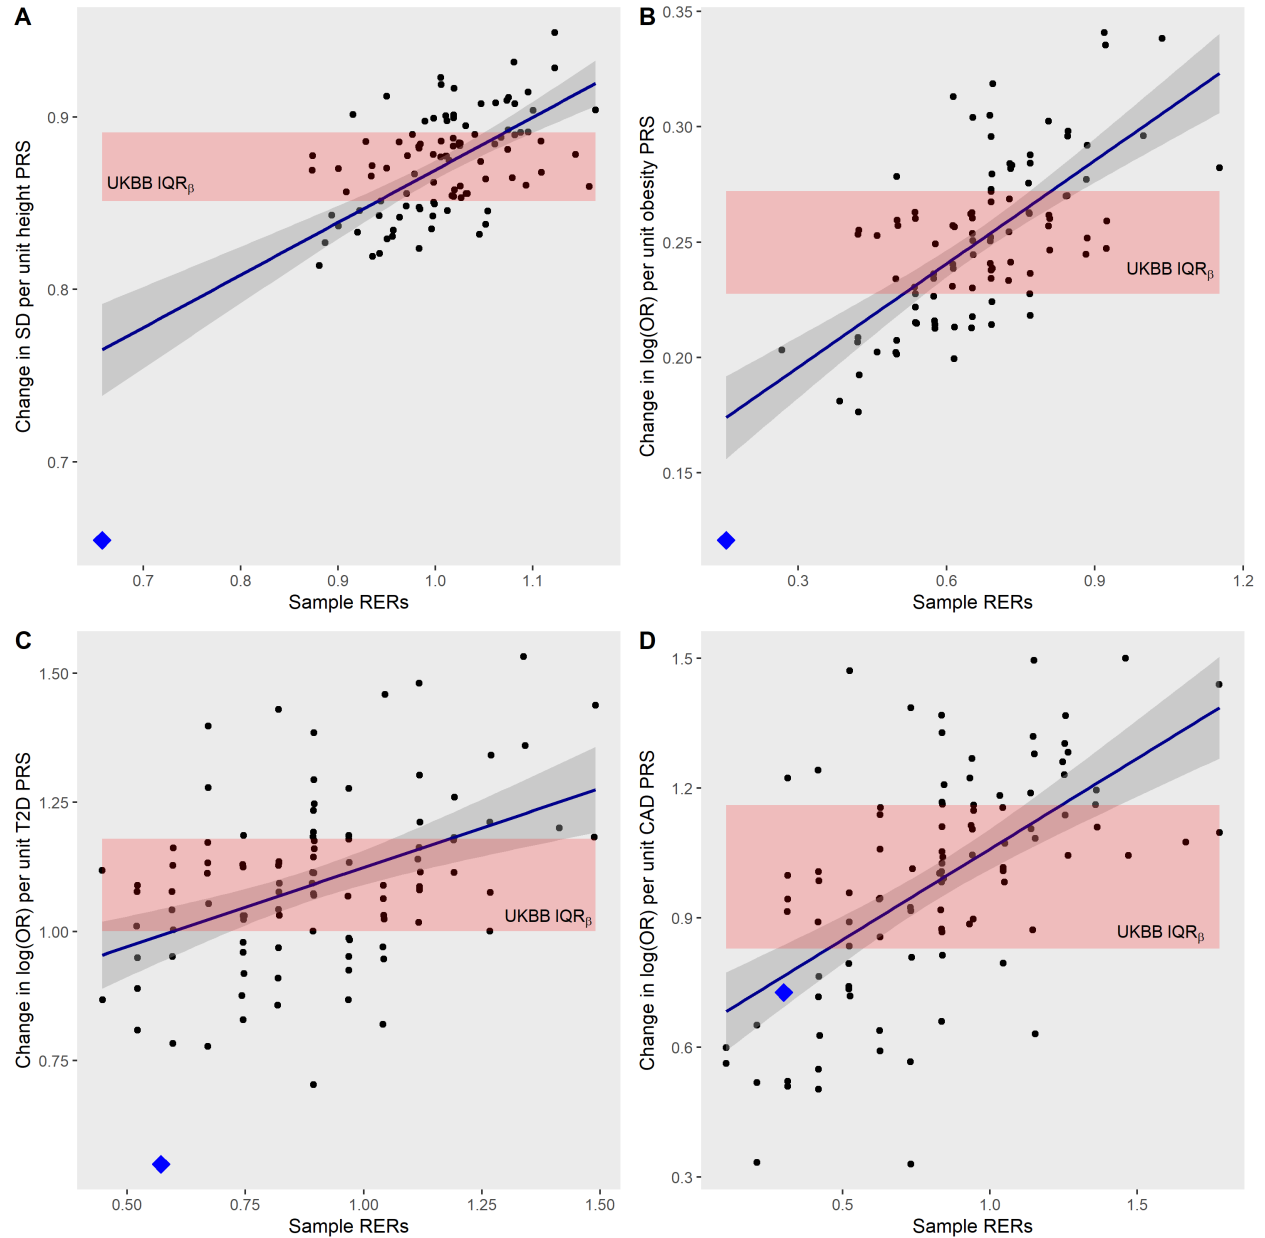 A
Change in SD per unit height PRS
0.9
0.8
0.7
UKBB IQRβ
0.7 0.8 0.9 1.0 1.1
Sample RERs
B
Change in log(OR) per unit obesity PRS
0.35
0.30
0.25
0.20
0.15
UKBB IQRβ
0.3 0.6 0.9 1.2
Sample RERs
C
Change in log(OR) per unit T2D PRS
1.50
1.25
1.00
0.75
UKBB IQRβ
0.50 0.75 1.00 1.25 1.50
Sample RERs
D
Change in log(OR) per unit CAD PRS
1.5
1.2
0.9
0.6
0.3
UKBB IQRβ
0.5 1.0 1.5
Sample RERs